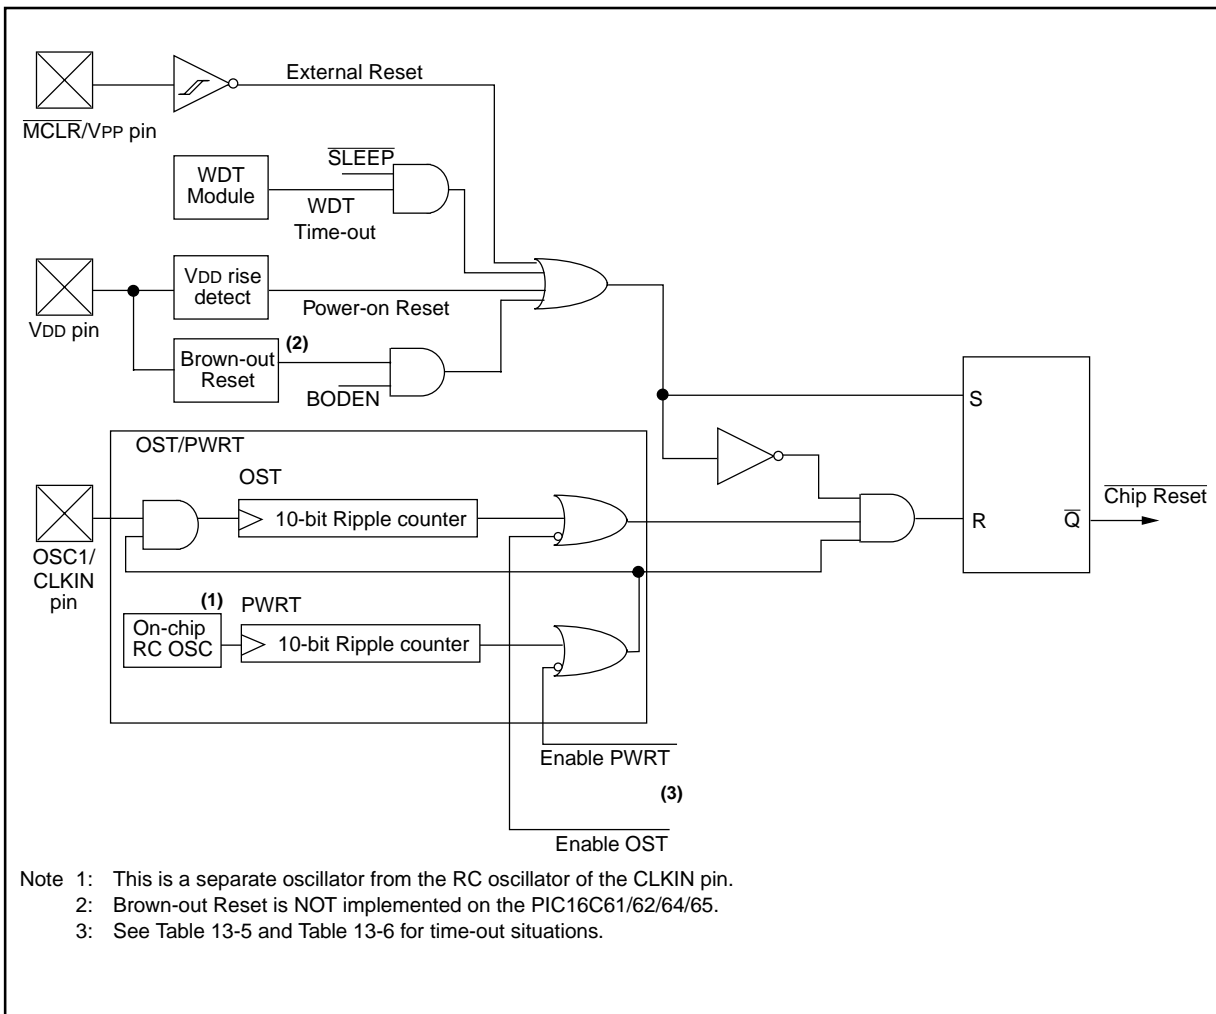 External Reset
MCLR/VPP pin
SLEEP
WDT
Module
WDT
Time-out
VDD rise
detect
Power-on Reset
VDD pin
(2)
Brown-out
Reset
BODEN
S
OST/PWRT
OST
10-bit Ripple counter
Chip Reset
R
Q
OSC1/
CLKIN
pin
(1)
PWRT
On-chip
RC OSC
10-bit Ripple counter
Enable PWRT
(3)
Enable OST
Note 1: This is a separate oscillator from the RC oscillator of the CLKIN pin.
2: Brown-out Reset is NOT implemented on the PIC16C61/62/64/65.
3: See Table 13-5 and Table 13-6 for time-out situations.